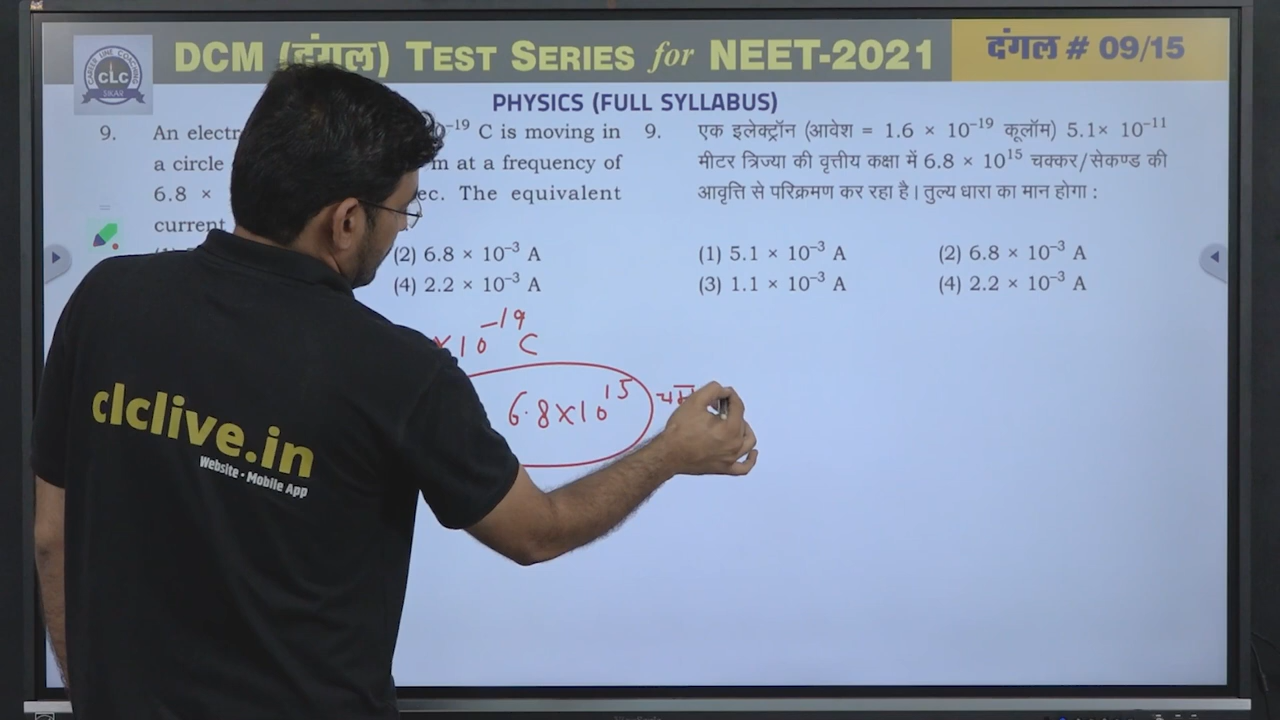 DCM (दंगल) TEST SERIES for NEET-2021
दंगल # 09/15
CLC
SIKAR
PHYSICS (FULL SYLLABUS)
9. An electr 10⁻¹⁹ C is moving in
a circle m at a frequency of
6.8 × ec. The equivalent
current
(2) 6.8 × 10⁻³ A
(4) 2.2 × 10⁻³ A
9. एक इलेक्ट्रॉन (आवेश = 1.6 × 10⁻¹⁹ कूलॉम) 5.1× 10⁻¹¹
मीटर त्रिज्या की वृत्तीय कक्षा में 6.8 × 10¹⁵ चक्कर/सेकण्ड की
आवृत्ति से परिक्रमण कर रहा है। तुल्य धारा का मान होगा :
(1) 5.1 × 10⁻³ A (2) 6.8 × 10⁻³ A
(3) 1.1 × 10⁻³ A (4) 2.2 × 10⁻³ A
×10⁻¹⁹ C
6.8×10¹⁵
clclive.in
Website • Mobile App